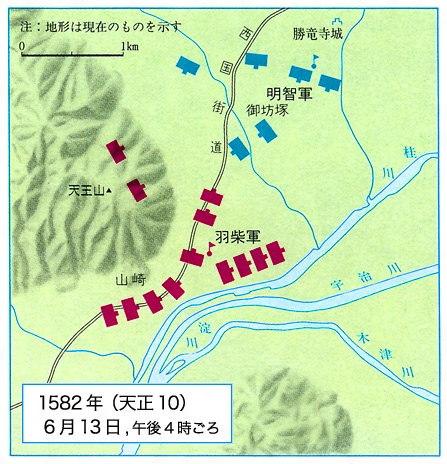 注：地形は現在のものを示す
0 1km
西国街道
勝竜寺城
明智軍
御坊塚
天王山▲
羽柴軍
山崎
桂川
宇治川
淀川
木津川
1582年（天正10）
6月13日，午後4時ごろ